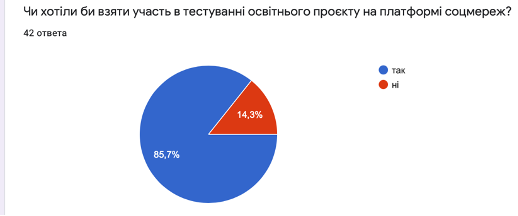 Чи хотіли би взяти участь в тестуванні освітнього проєкту на платформі соцмереж?
42 ответа
так
ні
14,3%
85,7%